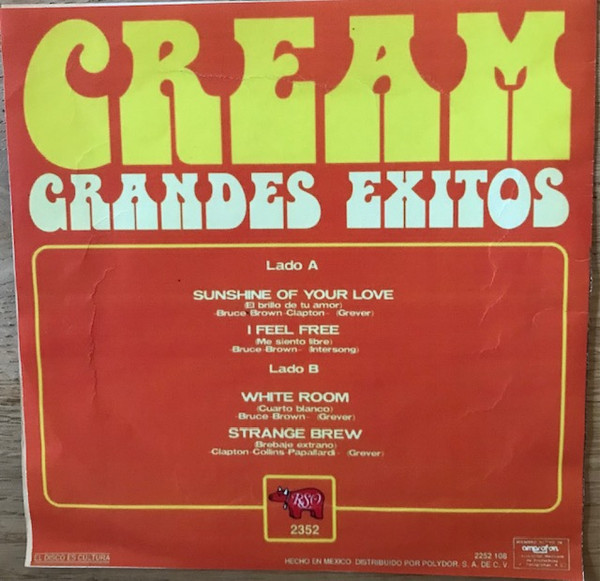 CREAM
GRANDES EXITOS
Lado A
SUNSHINE OF YOUR LOVE
(El brillo de tu amor)
-Bruce-Brown-Clapton- (Grever)
I FEEL FREE
(Me siento libre)
-Bruce-Brown- (Intersong)
Lado B
WHITE ROOM
(Cuarto blanco)
-Bruce-Brown- (Grever)
STRANGE BREW
(Brebaje extrano)
-Clapton-Collins-Papallardi- (Grever)
RSO
2352
EL DISCO ES CULTURA
2252 108
HECHO EN MEXICO. DISTRIBUIDO POR POLYDOR, S. A. DE C. V.
amprofon